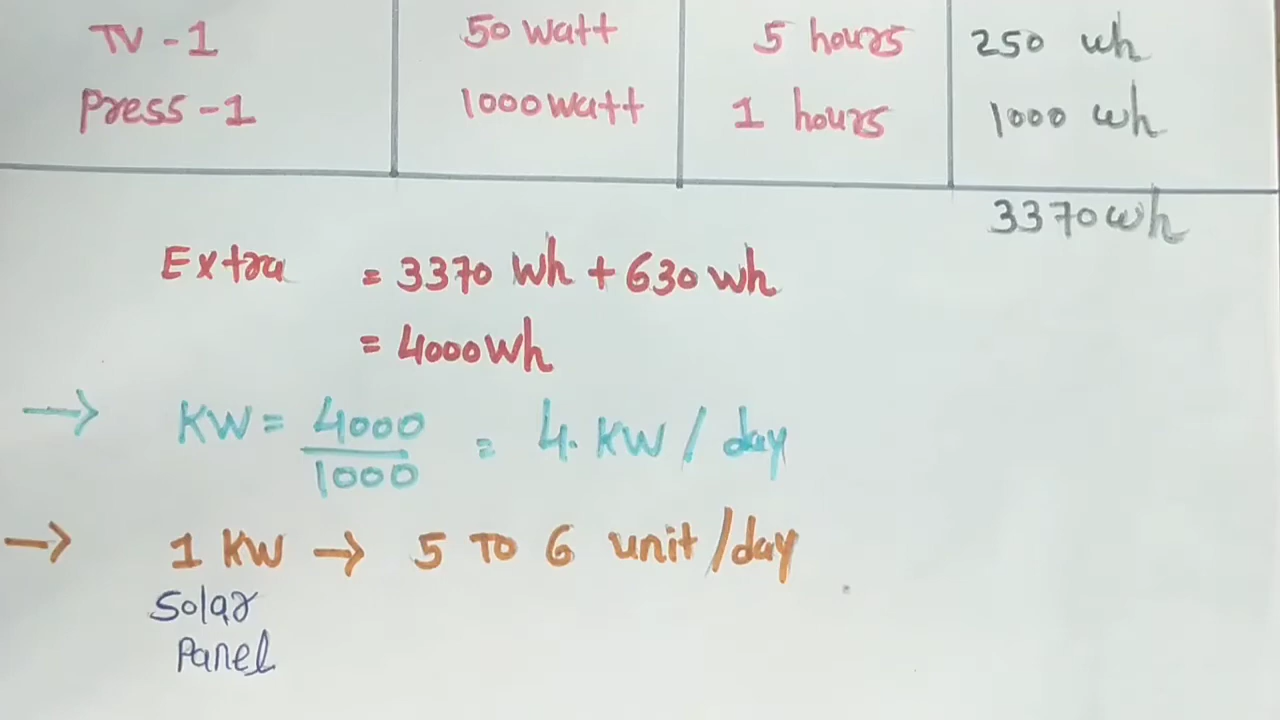 TV - 1 50 watt 5 hours 250 wh
Press - 1 1000 watt 1 hours 1000 wh
3370 wh
Extra = 3370 Wh + 630 wh
= 4000 Wh
→ KW = 4000/1000 = 4. KW / day
→ 1 KW → 5 TO 6 unit / day
Solar
Panel